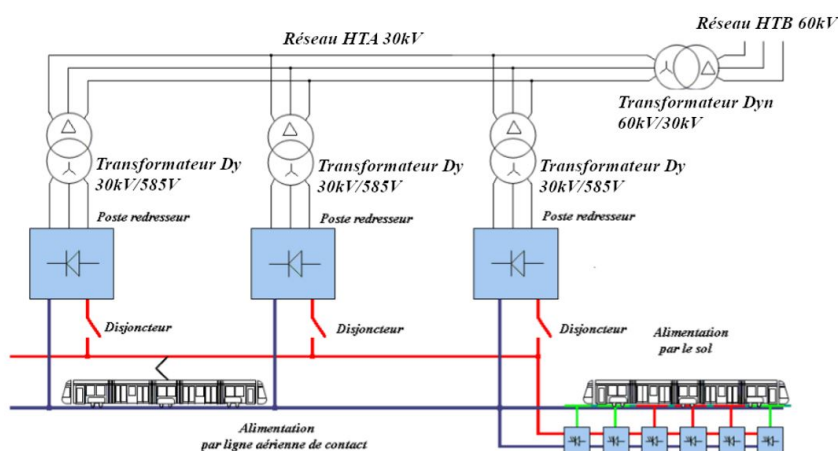 Réseau HTA 30kV
Réseau HTB 60kV
Transformateur Dyn
60kV/30kV
Transformateur Dy
30kV/585V
Transformateur Dy
30kV/585V
Transformateur Dy
30kV/585V
Poste redresseur
Poste redresseur
Poste redresseur
Disjoncteur
Disjoncteur
Disjoncteur
Alimentation
par le sol
Alimentation
par ligne aérienne de contact